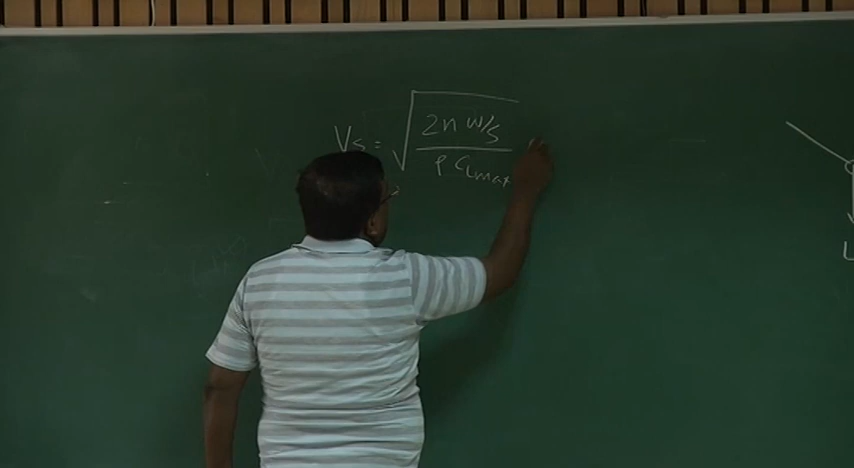 Vs = √(2n W/S / ρ CLmax)